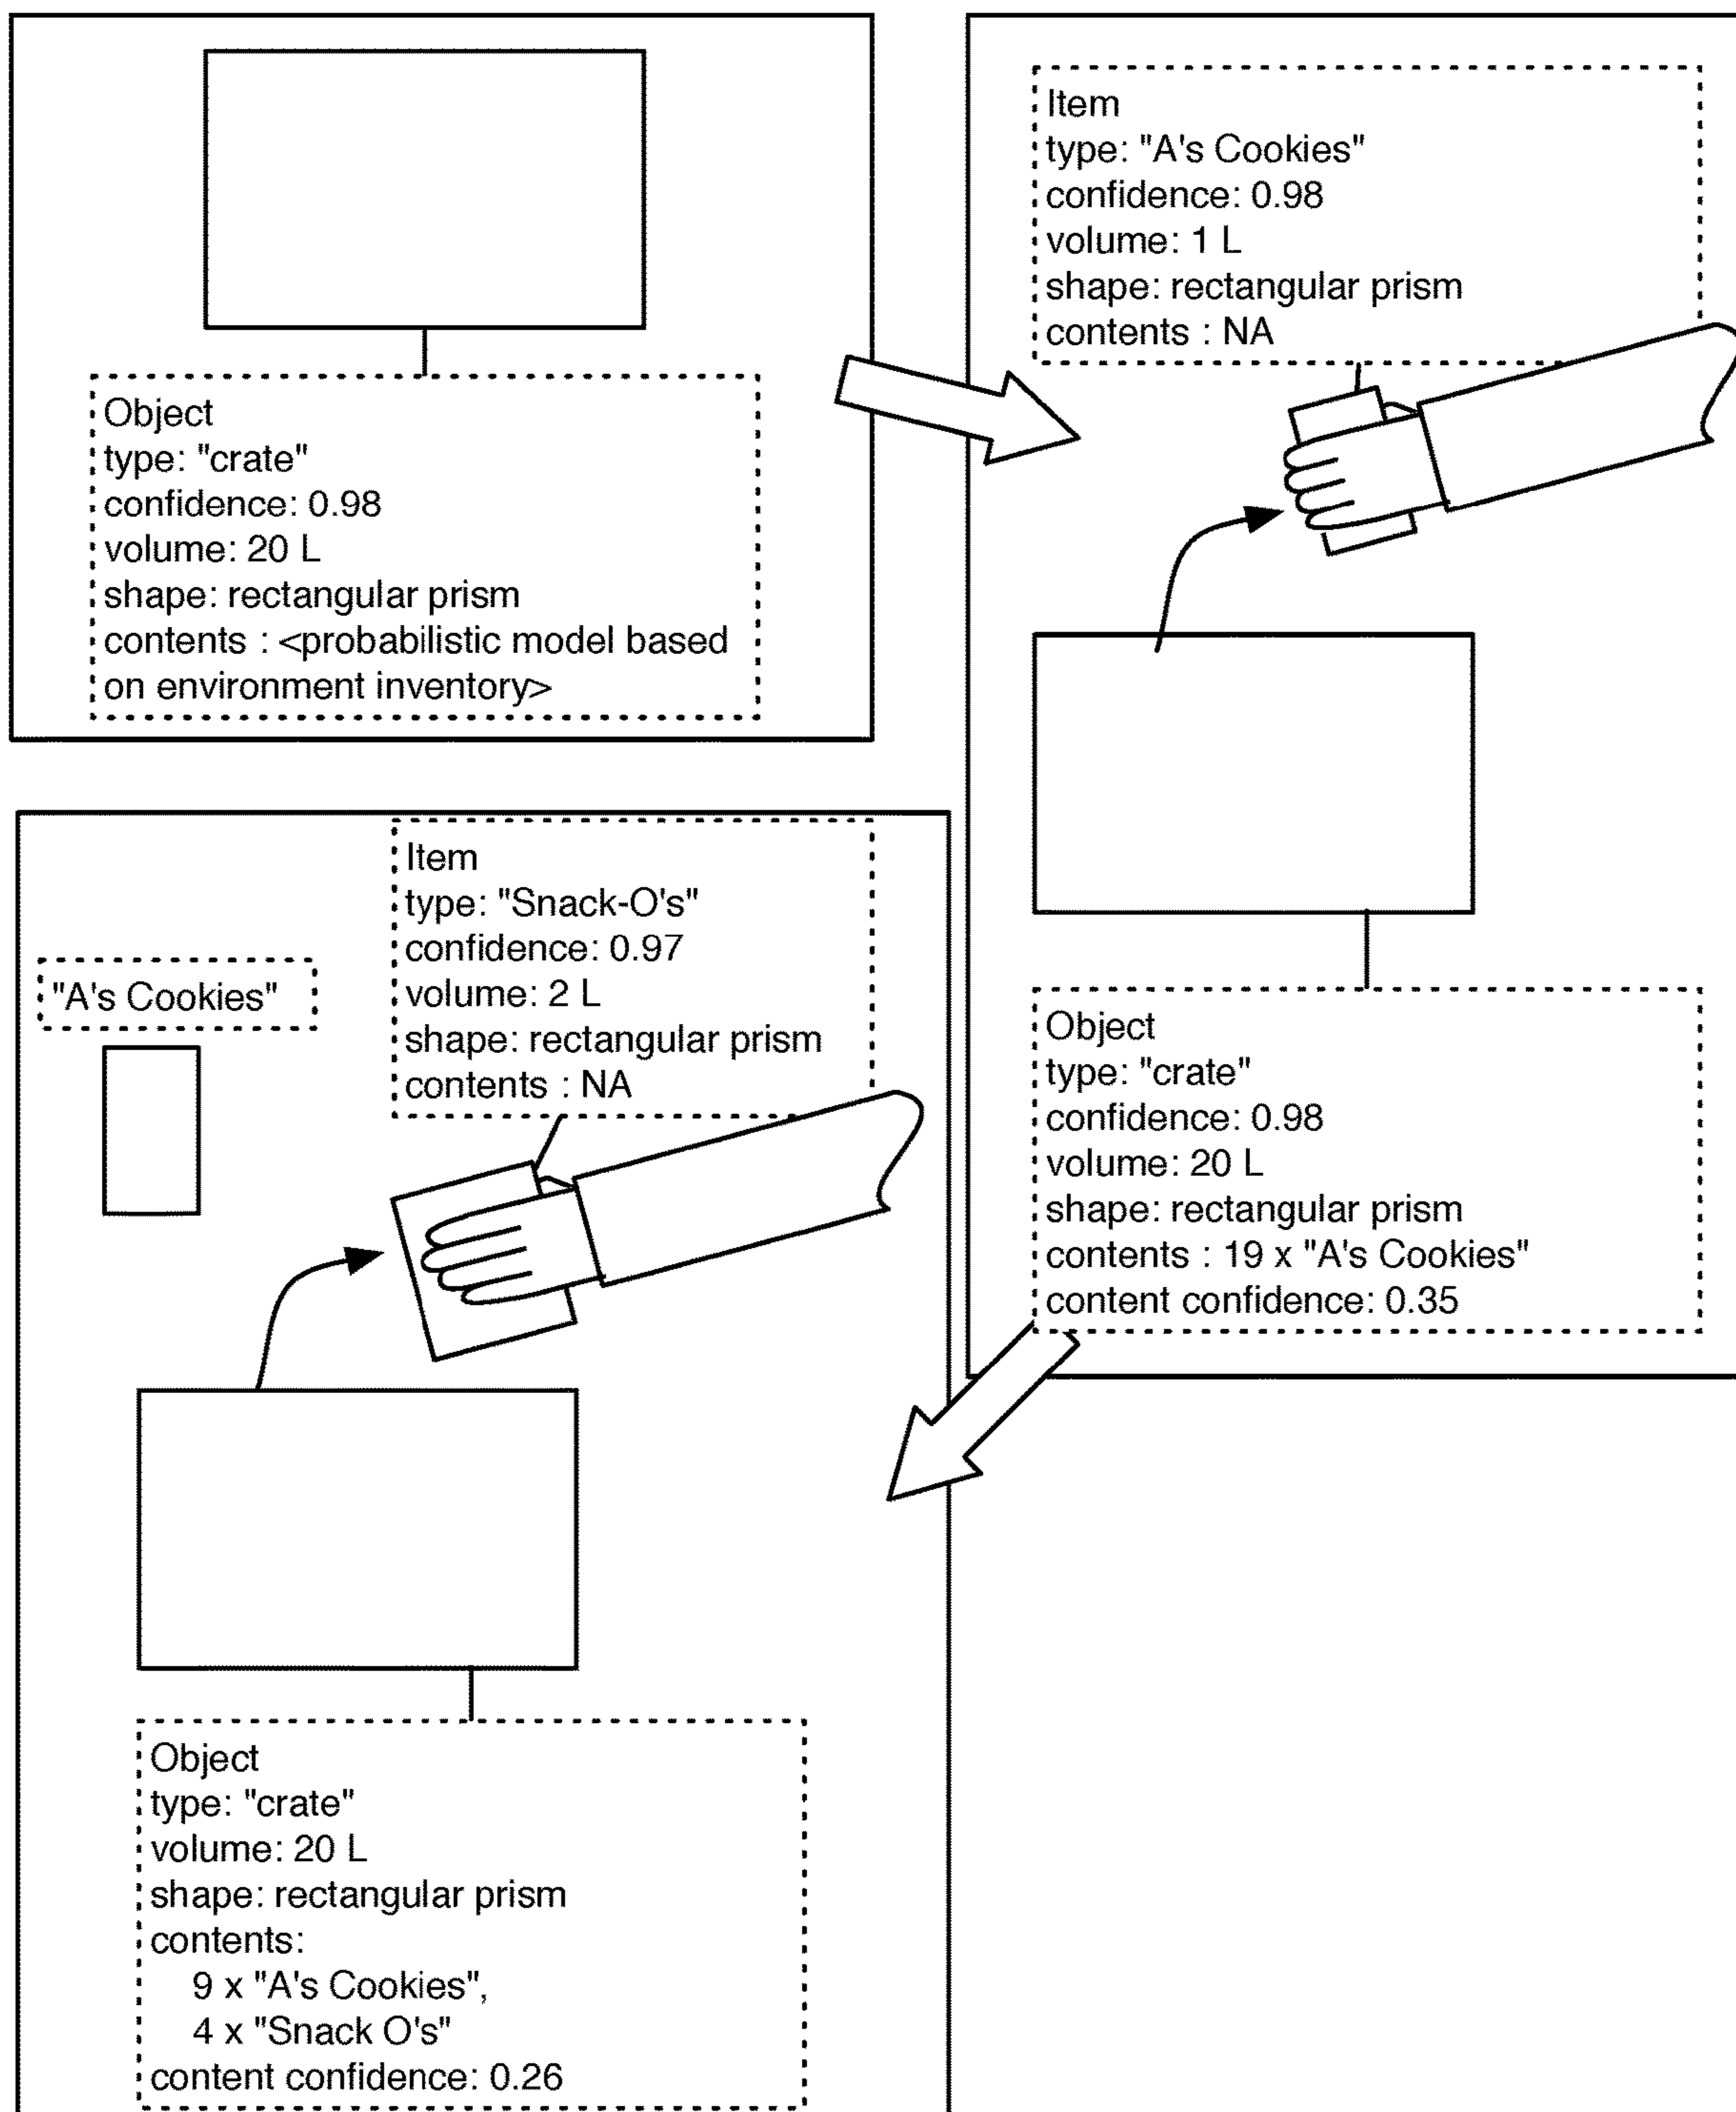 Object
type: "crate"
confidence: 0.98
volume: 20 L
shape: rectangular prism
contents : <probabilistic model based
on environment inventory>
Item
type: "A's Cookies"
confidence: 0.98
volume: 1 L
shape: rectangular prism
contents : NA
Object
type: "crate"
confidence: 0.98
volume: 20 L
shape: rectangular prism
contents : 19 x "A's Cookies"
content confidence: 0.35
"A's Cookies"
Item
type: "Snack-O's"
confidence: 0.97
volume: 2 L
shape: rectangular prism
contents : NA
Object
type: "crate"
volume: 20 L
shape: rectangular prism
contents:
9 x "A's Cookies",
4 x "Snack O's"
content confidence: 0.26